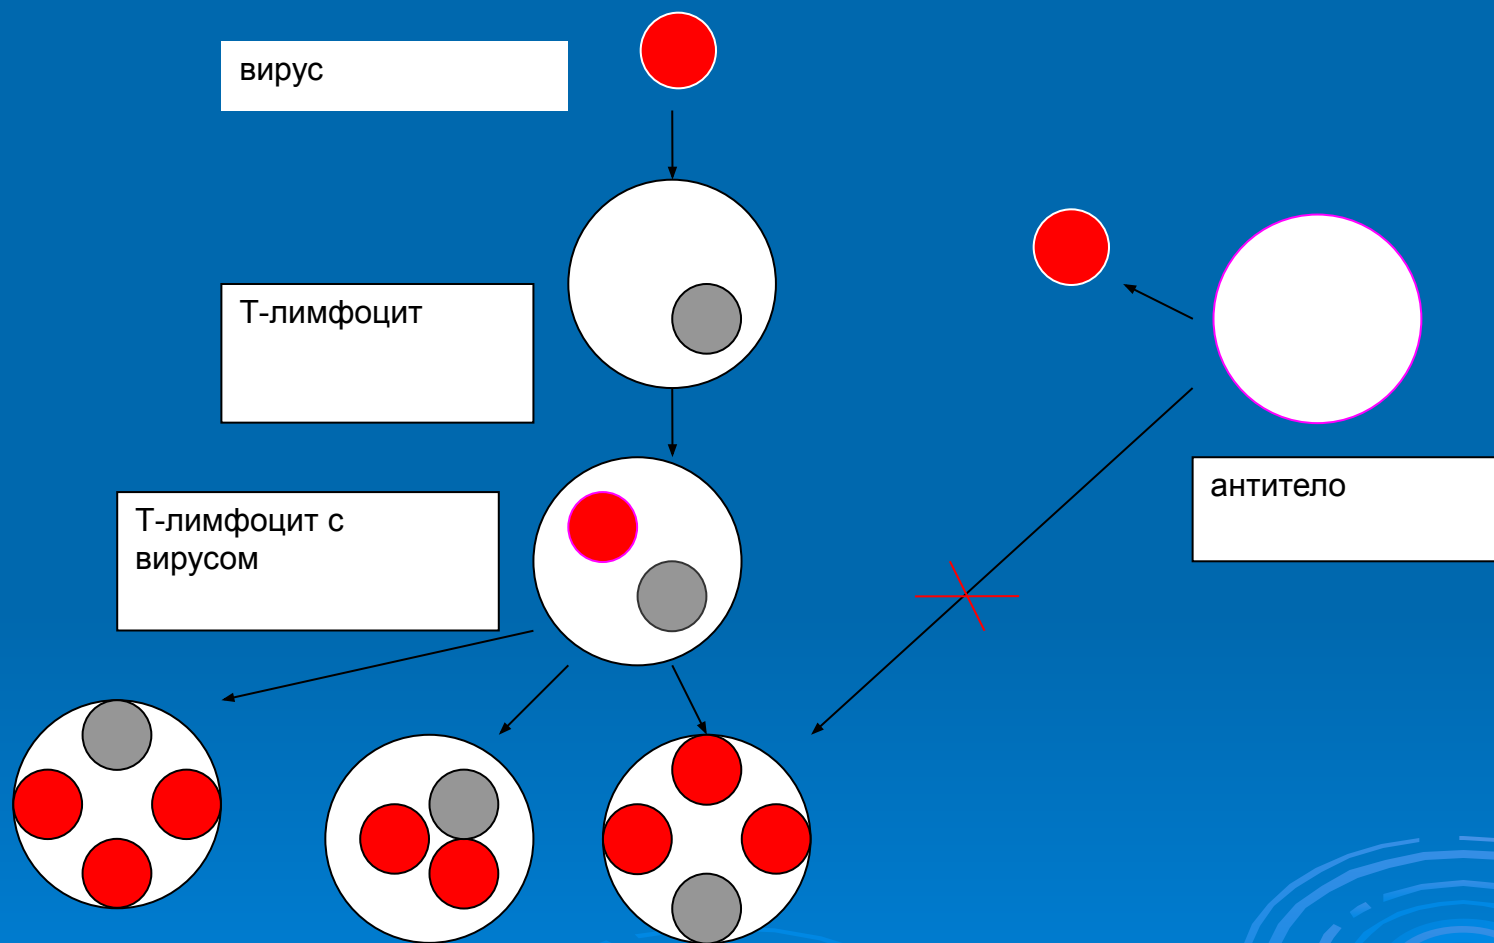 вирус
Т-лимфоцит
антитело
Т-лимфоцит с
вирусом